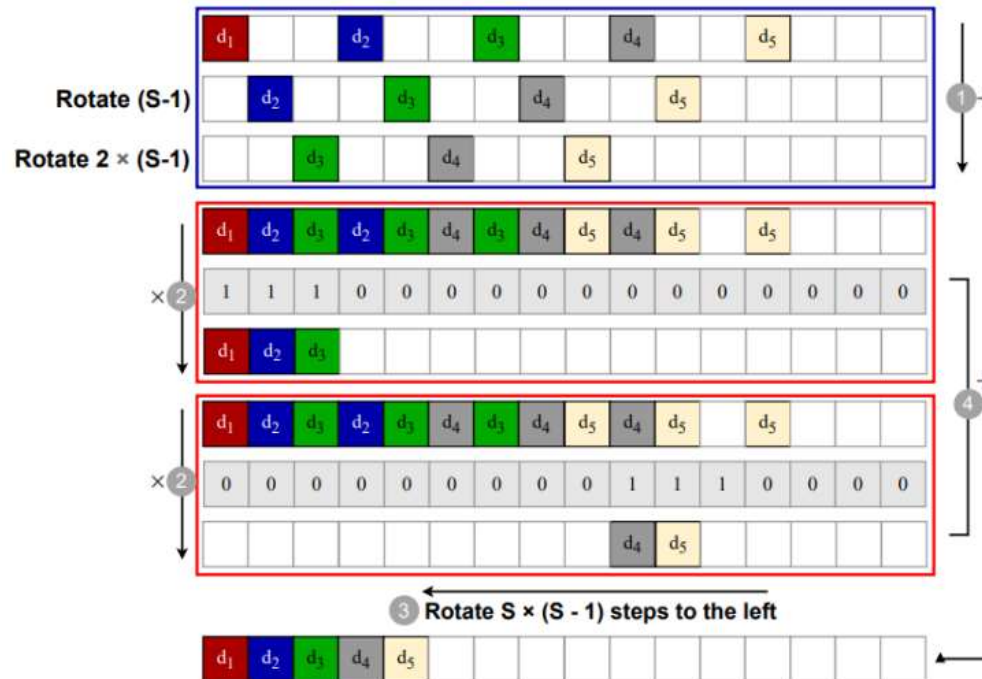 d₁ d₂ d₃ d₄ d₅
Rotate (S-1) d₂ d₃ d₄ d₅ 1
Rotate 2 × (S-1) d₃ d₄ d₅
d₁ d₂ d₃ d₂ d₃ d₄ d₃ d₄ d₅ d₄ d₅ d₅
× 2 1 1 1 0 0 0 0 0 0 0 0 0 0 0 0 0
d₁ d₂ d₃
4
d₁ d₂ d₃ d₂ d₃ d₄ d₃ d₄ d₅ d₄ d₅ d₅
× 2 0 0 0 0 0 0 0 0 0 1 1 1 0 0 0 0
d₄ d₅
3 Rotate S × (S - 1) steps to the left
d₁ d₂ d₃ d₄ d₅